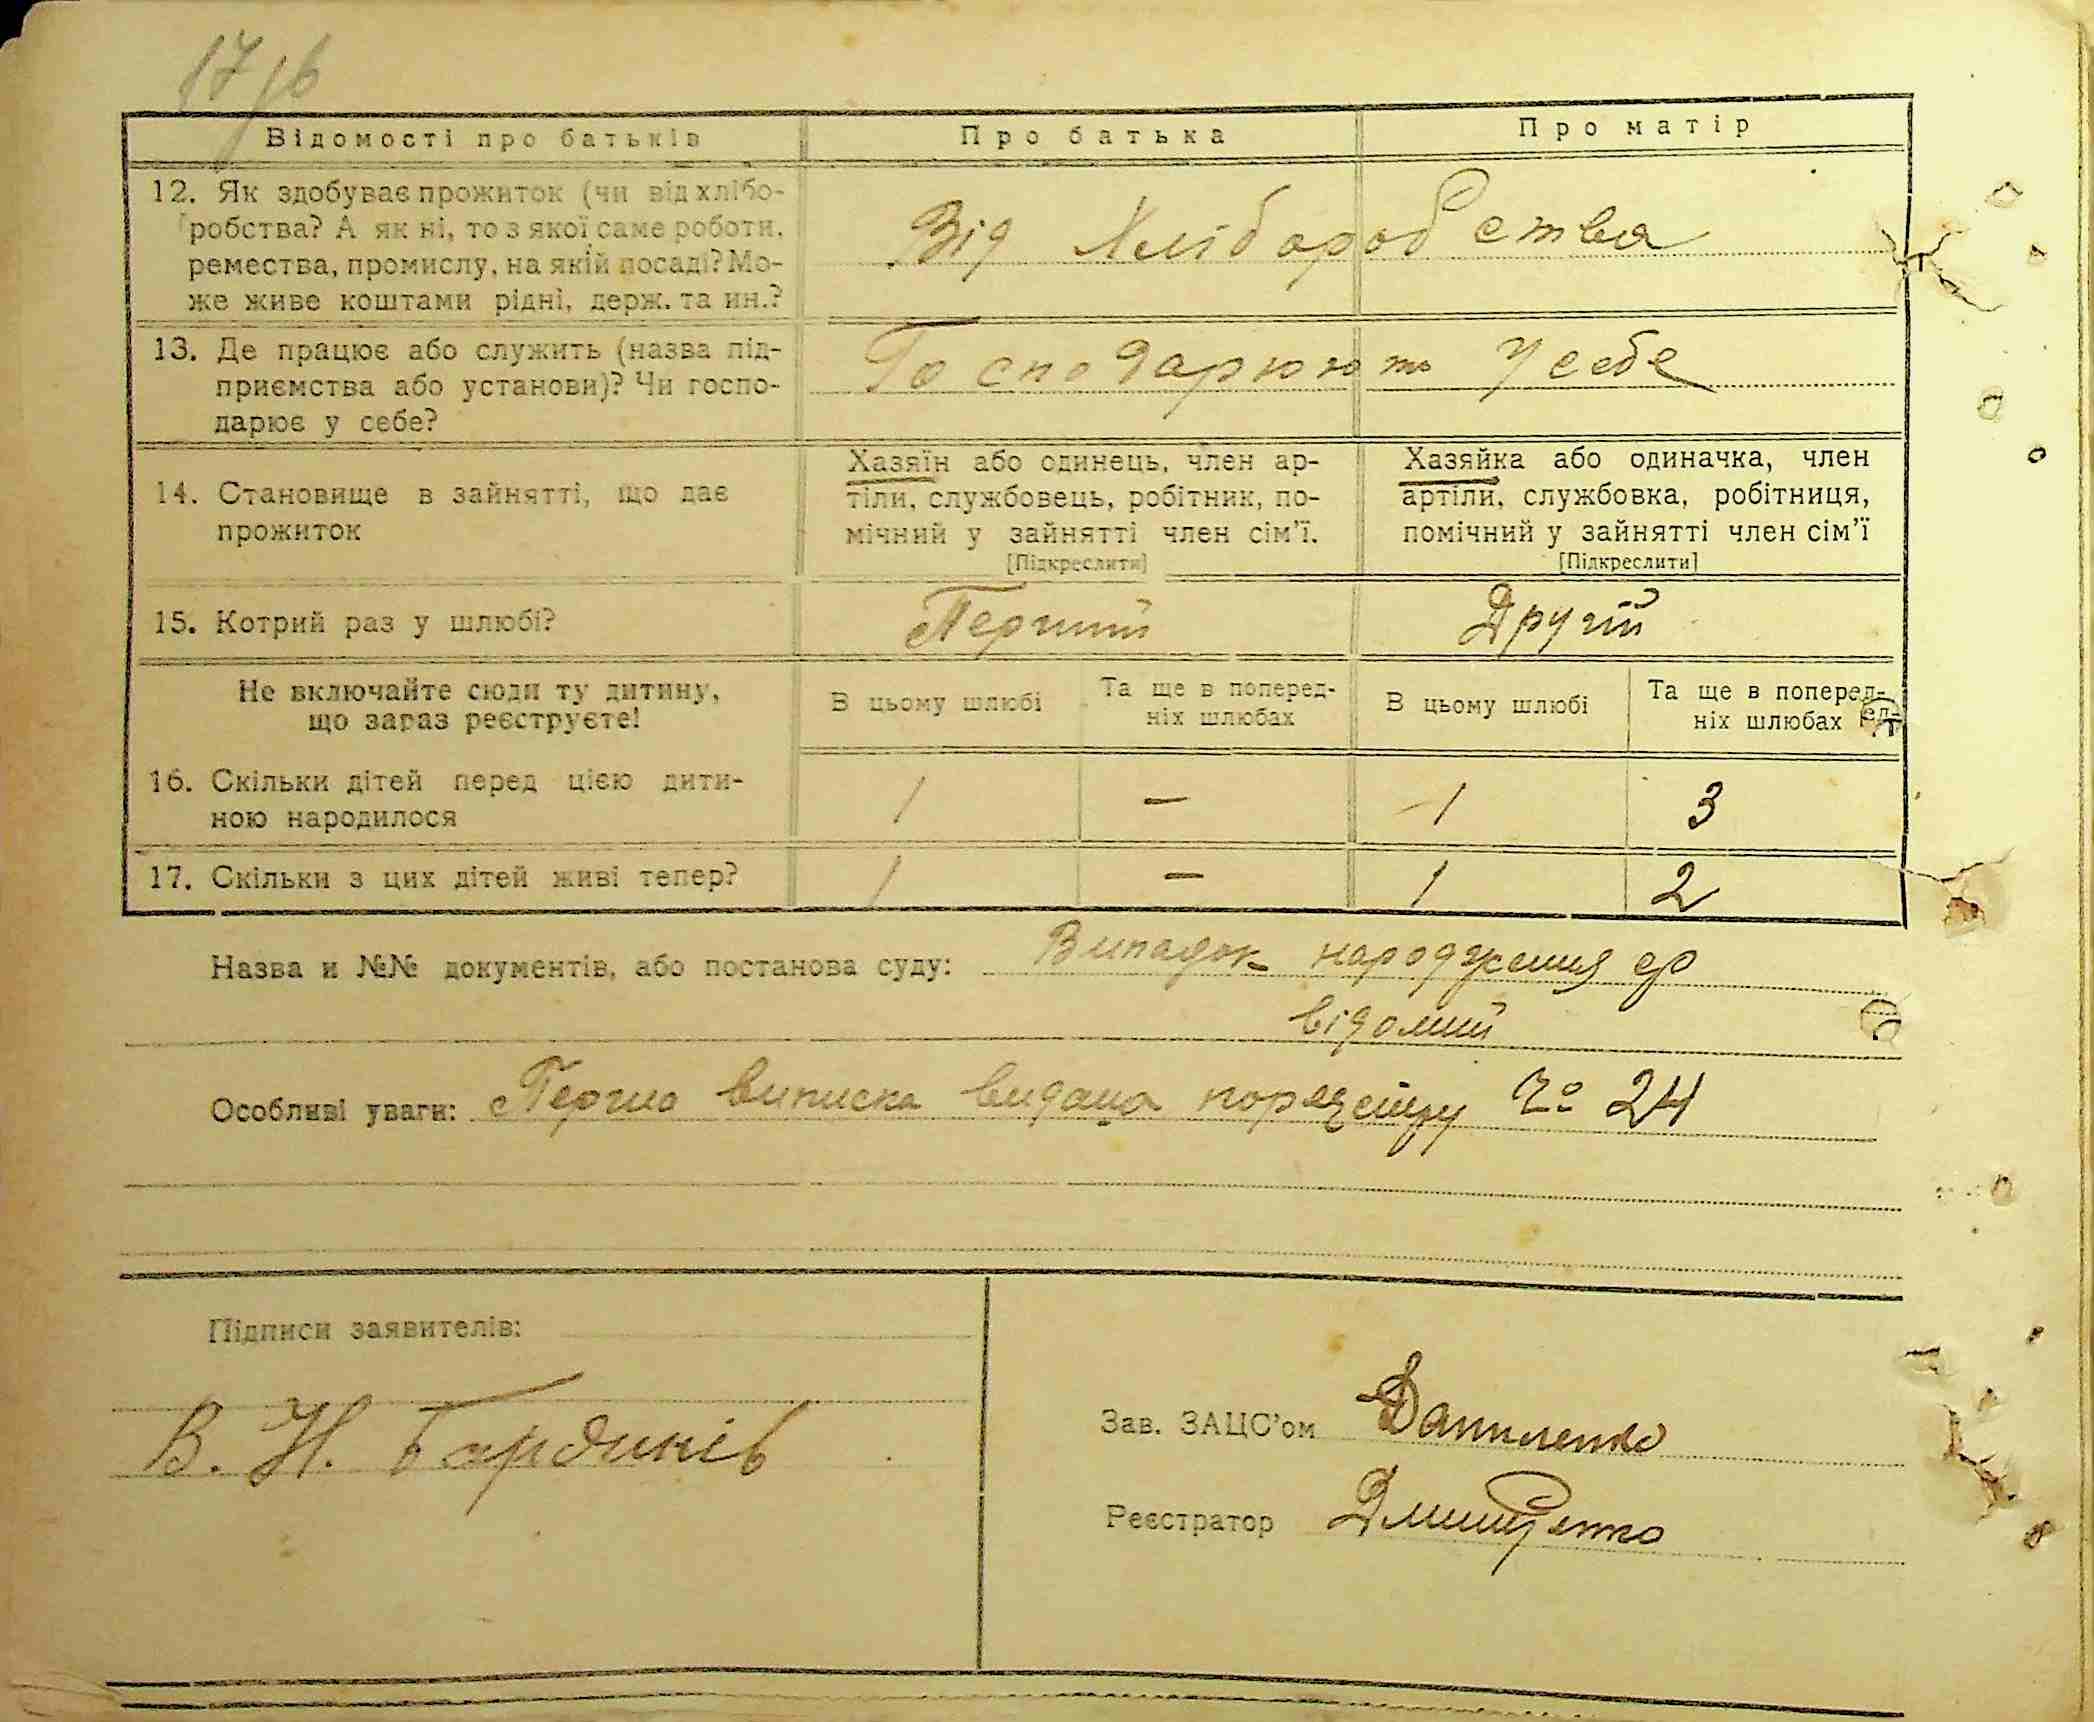 17 зв
Відомості про батьків
Про батька
Про матір
12. Як здобуває прожиток (чи від хлібо-
робства? А як ні, то з якої саме роботи,
ремества, промислу, на якій посаді? Мо-
же живе коштами рідні, держ. та ин.?
Від Хліборобства
13. Де працює або служить (назва під-
приємства або установи)? Чи госпо-
дарює у себе?
Господарюють у себе
14. Становище в зайнятті, що дає
прожиток
Хазяїн або одинець, член ар-
тіли, службовець, робітник, по-
мічний у зайнятті член сім’ї.
[Підкреслити]
Хазяйка або одиначка, член
артіли, службовка, робітниця,
помічний у зайнятті член сім’ї
[Підкреслити]
15. Котрий раз у шлюбі?
Перший
Другий
Не включайте сюди ту дитину,
що зараз реєструєте!
В цьому шлюбі
Та ще в поперед-
ніх шлюбах
В цьому шлюбі
Та ще в поперед-
ніх шлюбах
16. Скільки дітей перед цією дити-
ною народилося
1 — 1 3
17. Скільки з цих дітей живі тепер?
1 — 1 2
Назва и №№ документів, або постанова суду: Випадок народження
відомий
Особливі уваги: Перша виписка видана № 24
Підписи заявителів:
В. Н.
Зав. ЗАЦС’ом Даниленко
Реєстратор Дмитренко